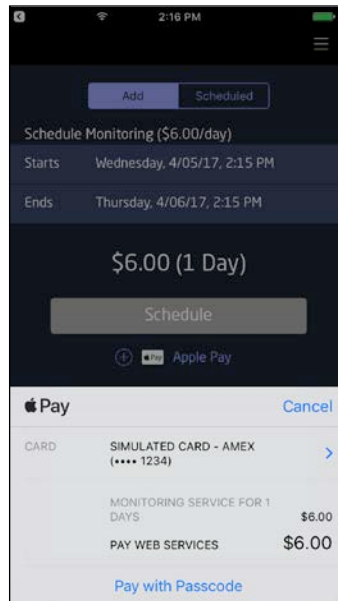 2:16 PM
Add Scheduled
Schedule Monitoring ($6.00/day)
Starts Wednesday, 4/05/17, 2:15 PM
Ends Thursday, 4/06/17, 2:15 PM
$6.00 (1 Day)
Schedule
Pay Apple Pay
Pay Cancel
CARD SIMULATED CARD - AMEX
(•••• 1234)
MONITORING SERVICE FOR 1
DAYS $6.00
PAY WEB SERVICES $6.00
Pay with Passcode